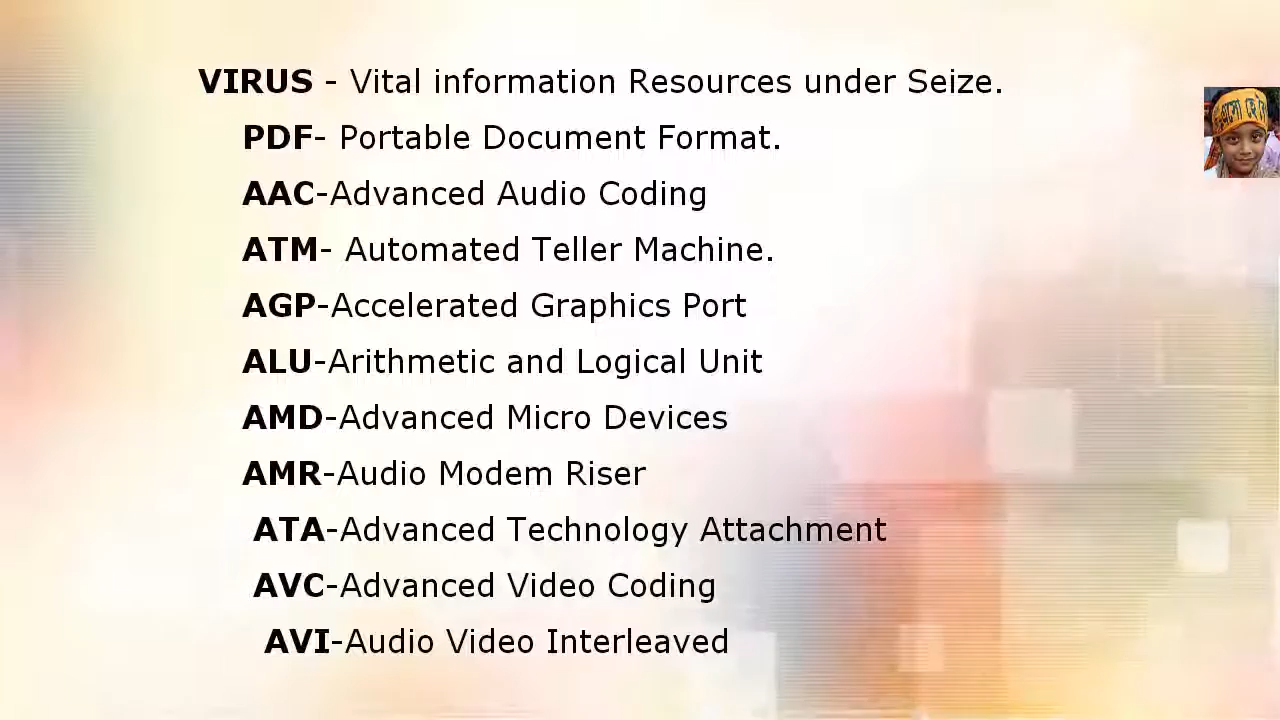 VIRUS - Vital information Resources under Seize.
PDF- Portable Document Format.
AAC-Advanced Audio Coding
ATM- Automated Teller Machine.
AGP-Accelerated Graphics Port
ALU-Arithmetic and Logical Unit
AMD-Advanced Micro Devices
AMR-Audio Modem Riser
ATA-Advanced Technology Attachment
AVC-Advanced Video Coding
AVI-Audio Video Interleaved